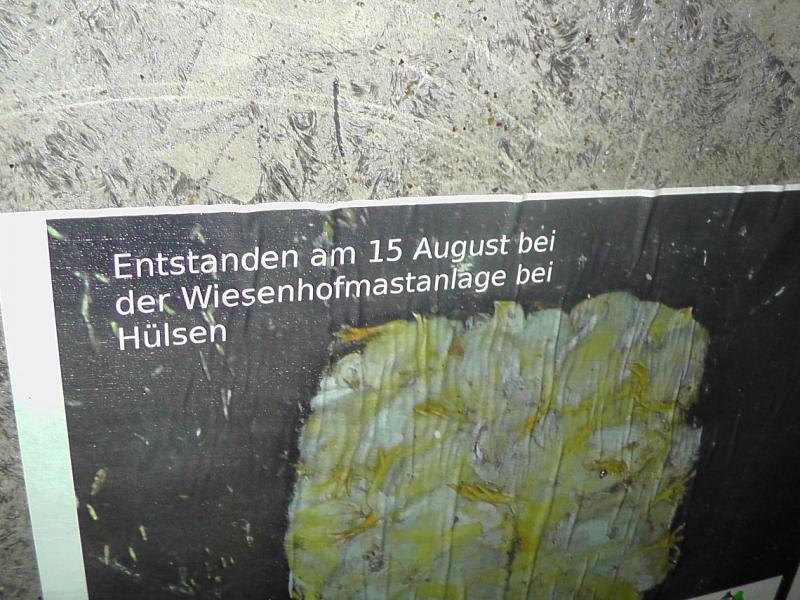 Entstanden am 15 August bei
der Wiesenhofmastanlage bei
Hülsen